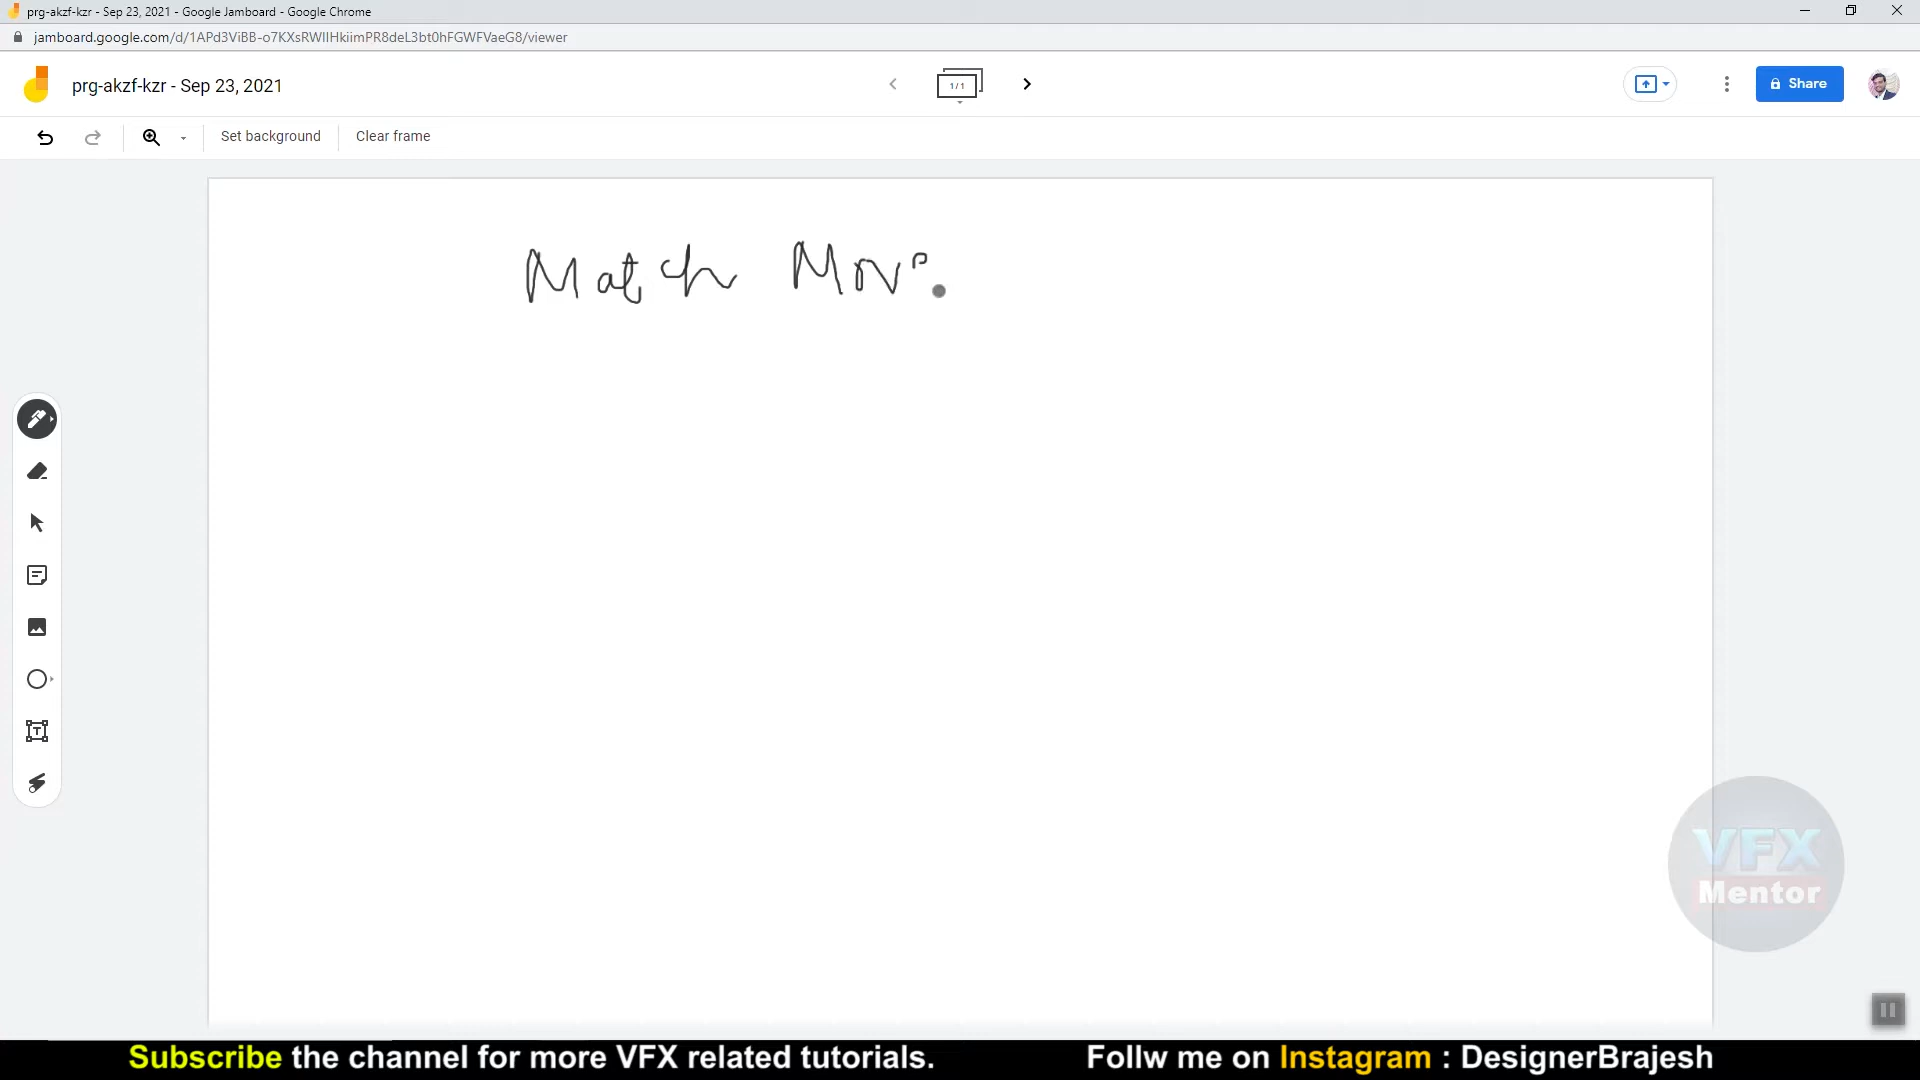 prg-akzf-kzr - Sep 23, 2021 - Google Jamboard - Google Chrome
jamboard.google.com/d/1APd3ViBB-o7KXsRWIIHkiimPR8deL3bt0hFGWFVaeG8/viewer
prg-akzf-kzr - Sep 23, 2021
1/1
Share
Set background
Clear frame
Match Mov
VFX
Mentor
Subscribe the channel for more VFX related tutorials. Follw me on Instagram : DesignerBrajesh